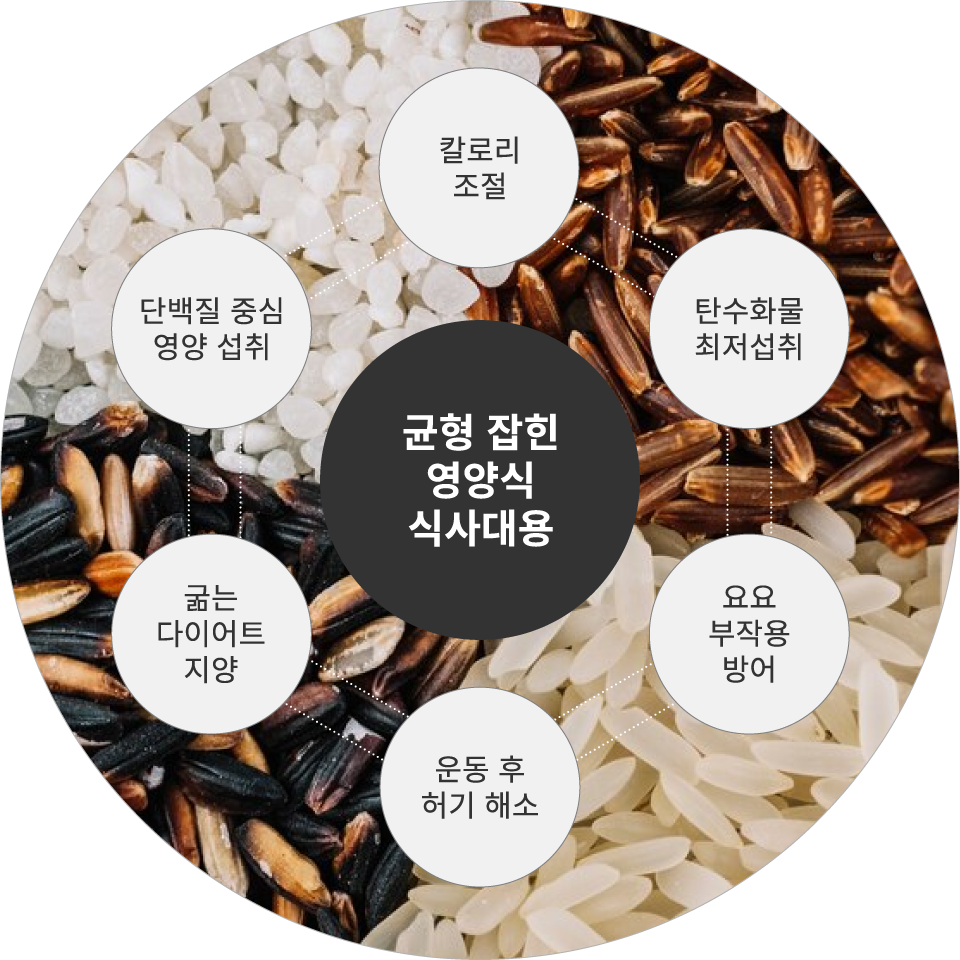 칼로리
조절
단백질 중심
영양 섭취
탄수화물
최저섭취
균형 잡힌
영양식
식사대용
굶는
다이어트
지양
요요
부작용
방어
운동 후
허기 해소